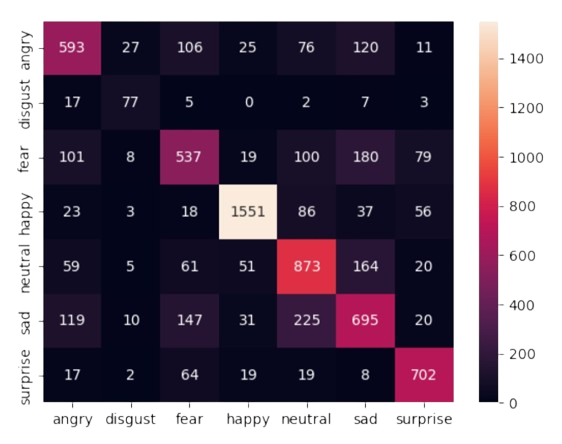 angry 593 27 106 25 76 120 11
disgust 17 77 5 0 2 7 3
fear 101 8 537 19 100 180 79
happy 23 3 18 1551 86 37 56
neutral 59 5 61 51 873 164 20
sad 119 10 147 31 225 695 20
surprise 17 2 64 19 19 8 702
angry disgust fear happy neutral sad surprise
1400
1200
1000
800
600
400
200
0